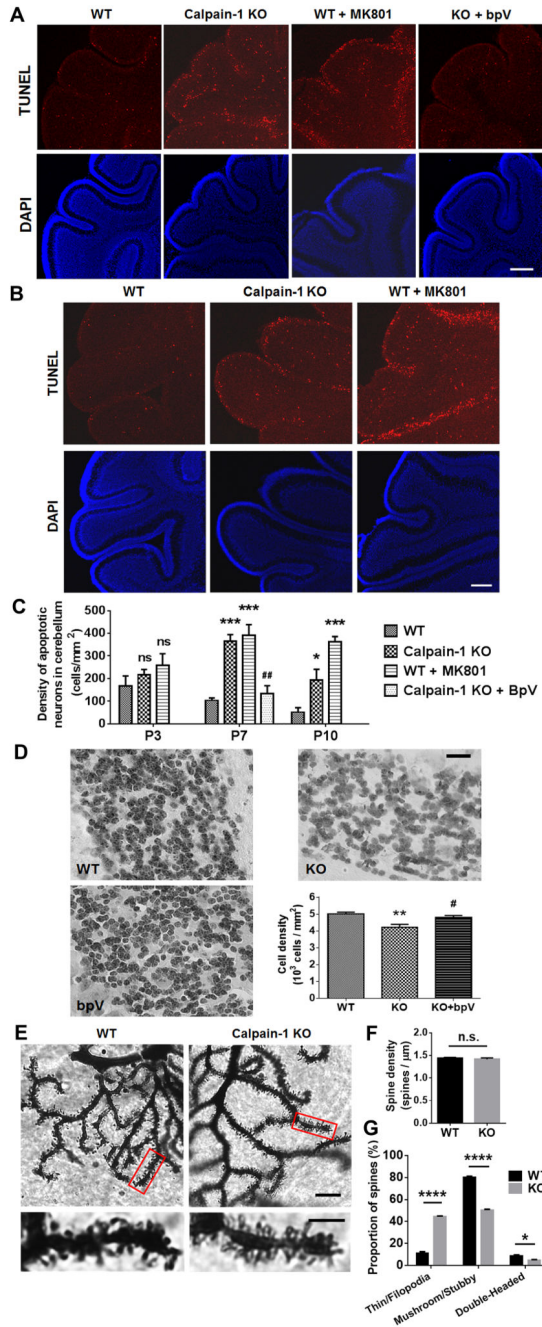 A
WT
Calpain-1 KO
WT + MK801
KO + bpV
TUNEL
DAPI
B
WT
Calpain-1 KO
WT + MK801
TUNEL
DAPI
C
Density of apoptotic
neurons in cerebellum
(cells/mm²)
500
400
300
200
100
0
ns
ns
***
***
##
*
***
P3
P7
P10
WT
Calpain-1 KO
WT + MK801
Calpain-1 KO + BpV
D
WT
KO
bpV
Cell density
(10³ cells / mm²)
6
5
4
3
2
1
0
**
#
WT
KO
KO+bpV
E
WT
Calpain-1 KO
F
Spine density
(spines / µm)
2.0
1.5
1.0
0.5
0.0
n.s.
WT
KO
G
Proportion of spines (%)
100
80
60
40
20
0
****
****
*
WT
KO
Thin/Filopodia
Mushroom/Stubby
Double-Headed